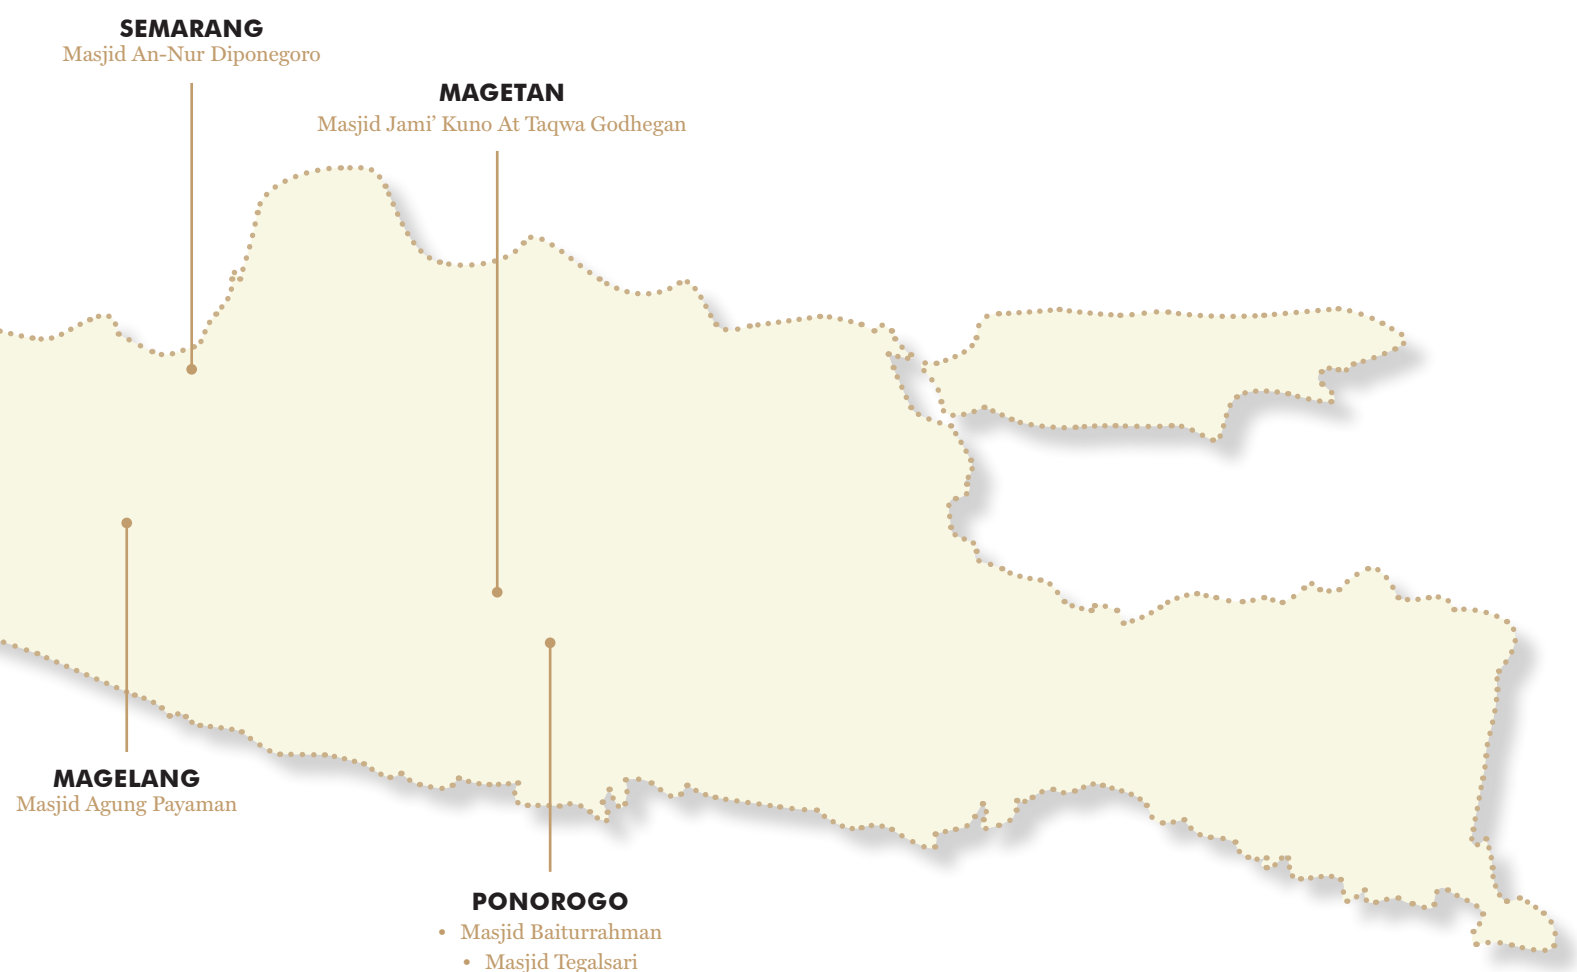 SEMARANG
Masjid An-Nur Diponegoro
MAGETAN
Masjid Jami’ Kuno At Taqwa Godhegan
MAGELANG
Masjid Agung Payaman
PONOROGO
• Masjid Baiturrahman
• Masjid Tegalsari